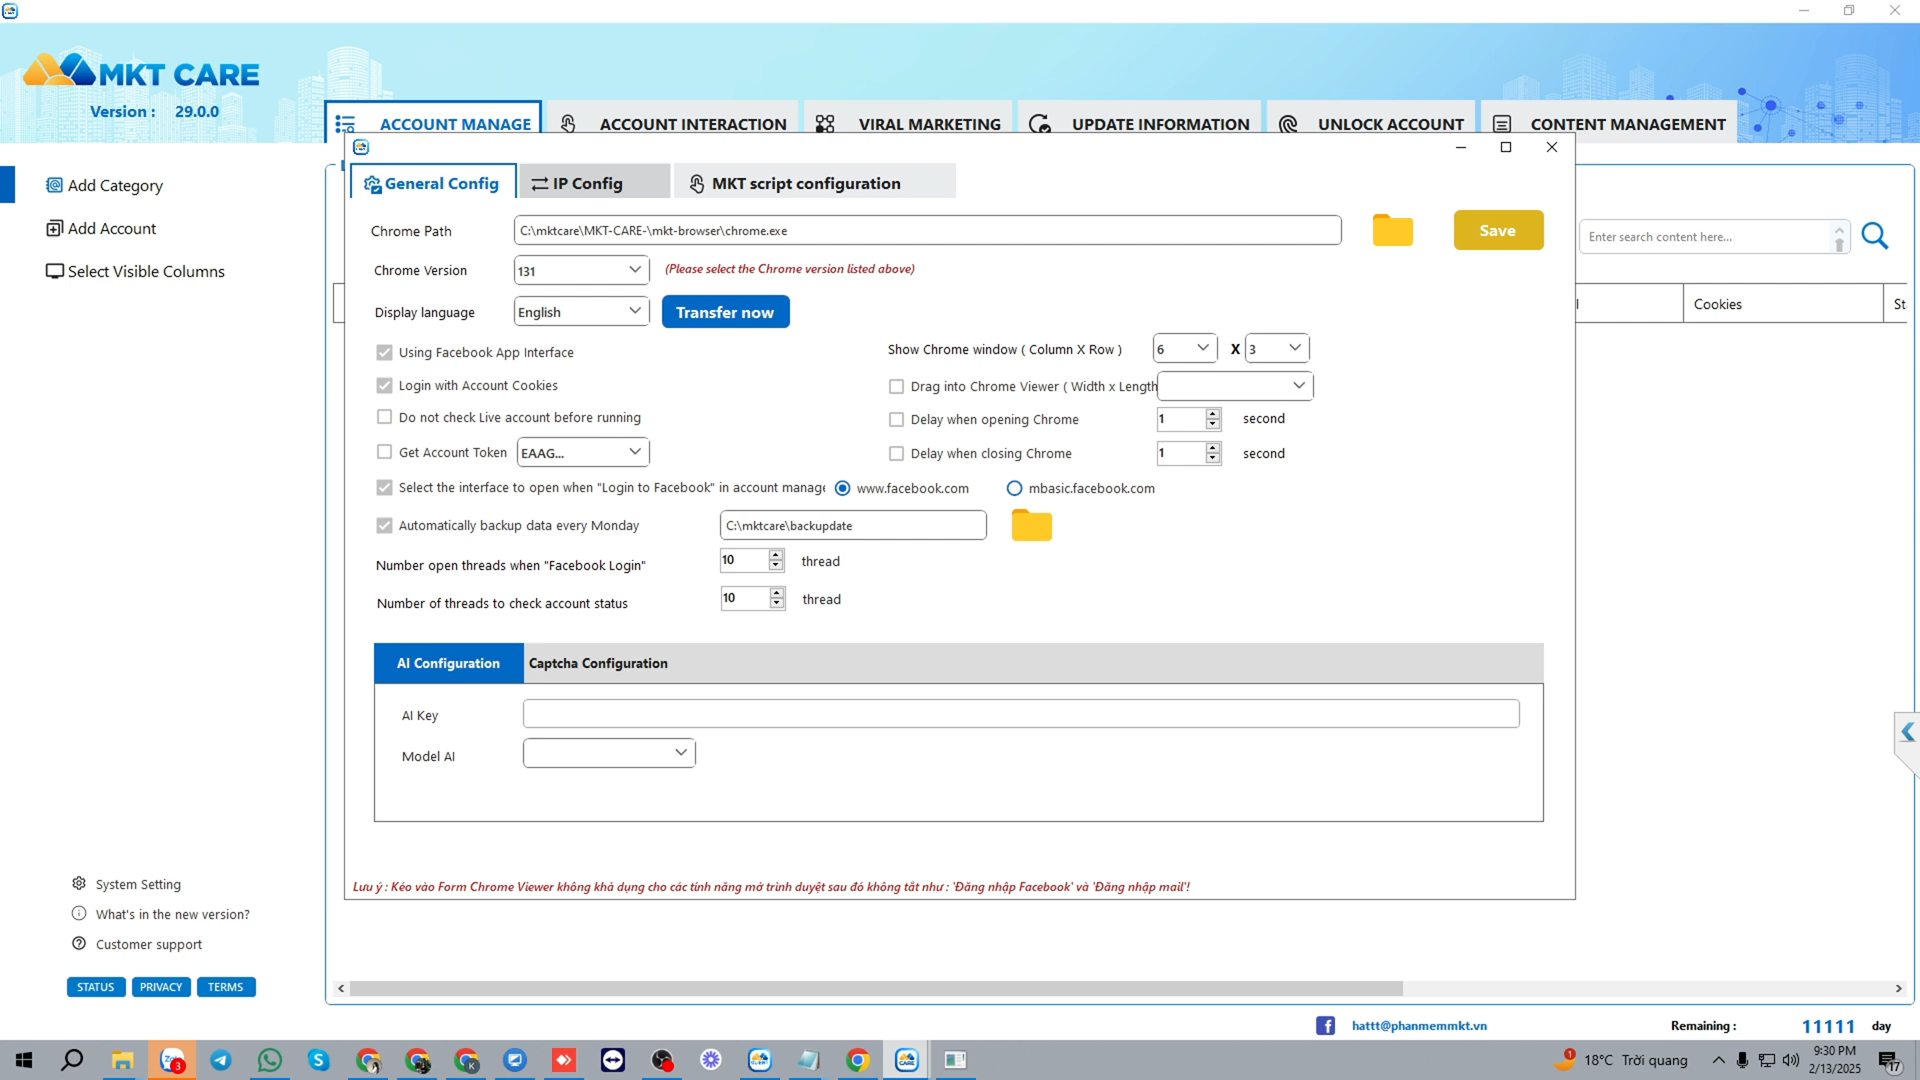 MKT CARE
Version : 29.0.0
ACCOUNT MANAGE
ACCOUNT INTERACTION
VIRAL MARKETING
UPDATE INFORMATION
UNLOCK ACCOUNT
CONTENT MANAGEMENT
Add Category
Add Account
Select Visible Columns
General Config
IP Config
MKT script configuration
Chrome Path
C:\mktcare\MKT-CARE-\mkt-browser\chrome.exe
Save
Enter search content here...
Chrome Version
131
(Please select the Chrome version listed above)
Display language
English
Transfer now
Cookies
St
Using Facebook App Interface
Show Chrome window ( Column X Row )
6 X 3
Login with Account Cookies
Drag into Chrome Viewer ( Width x Length
Do not check Live account before running
Delay when opening Chrome
1 second
Get Account Token
EAAG...
Delay when closing Chrome
1 second
Select the interface to open when "Login to Facebook" in account manage
www.facebook.com
mbasic.facebook.com
Automatically backup data every Monday
C:\mktcare\backupdate
Number open threads when "Facebook Login"
10 thread
Number of threads to check account status
10 thread
AI Configuration
Captcha Configuration
AI Key
Model AI
Lưu ý : Kéo vào Form Chrome Viewer không khả dụng cho các tính năng mở trình duyệt sau đó không tắt như : 'Đăng nhập Facebook' và 'Đăng nhập mail'!
System Setting
What's in the new version?
Customer support
STATUS
PRIVACY
TERMS
hattt@phanmemmkt.vn
Remaining : 11111 day
18°C Trời quang
9:30 PM
2/13/2025